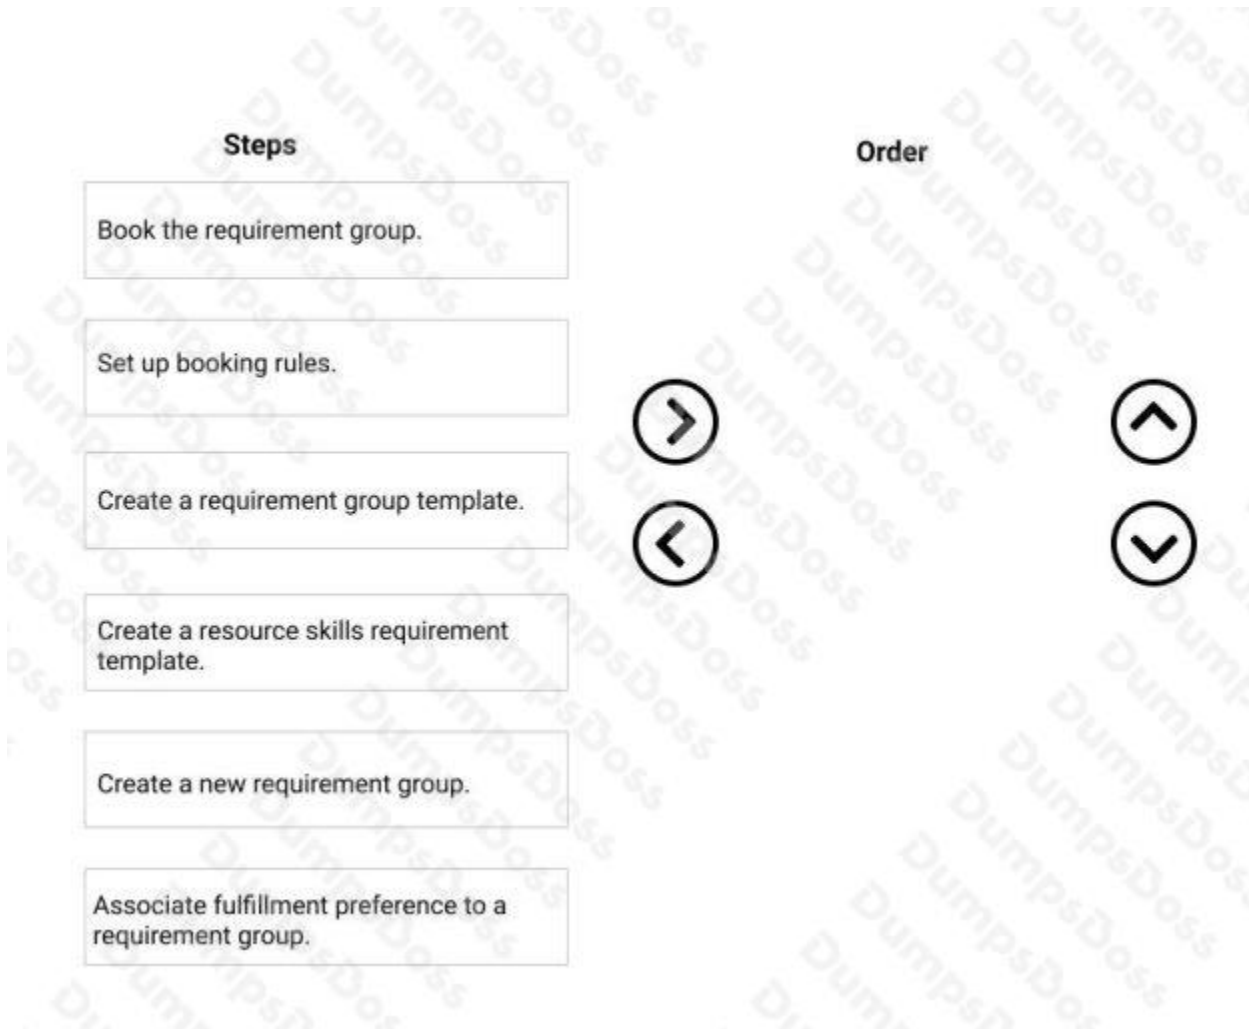 Steps
Order
Book the requirement group.
Set up booking rules.
Create a requirement group template.
Create a resource skills requirement
template.
Create a new requirement group.
Associate fulfillment preference to a
requirement group.
DumpsDoss